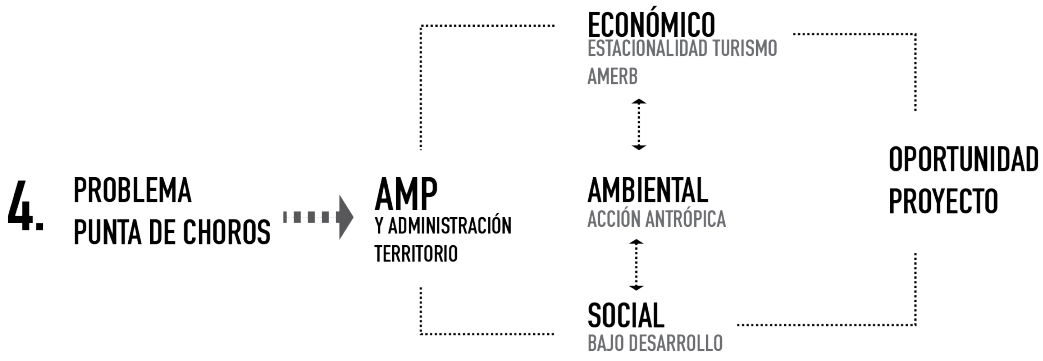 4.
PROBLEMA
PUNTA DE CHOROS
AMP
Y ADMINISTRACIÓN
TERRITORIO
ECONÓMICO
ESTACIONALIDAD TURISMO
AMERB
AMBIENTAL
ACCIÓN ANTRÓPICA
SOCIAL
BAJO DESARROLLO
OPORTUNIDAD
PROYECTO